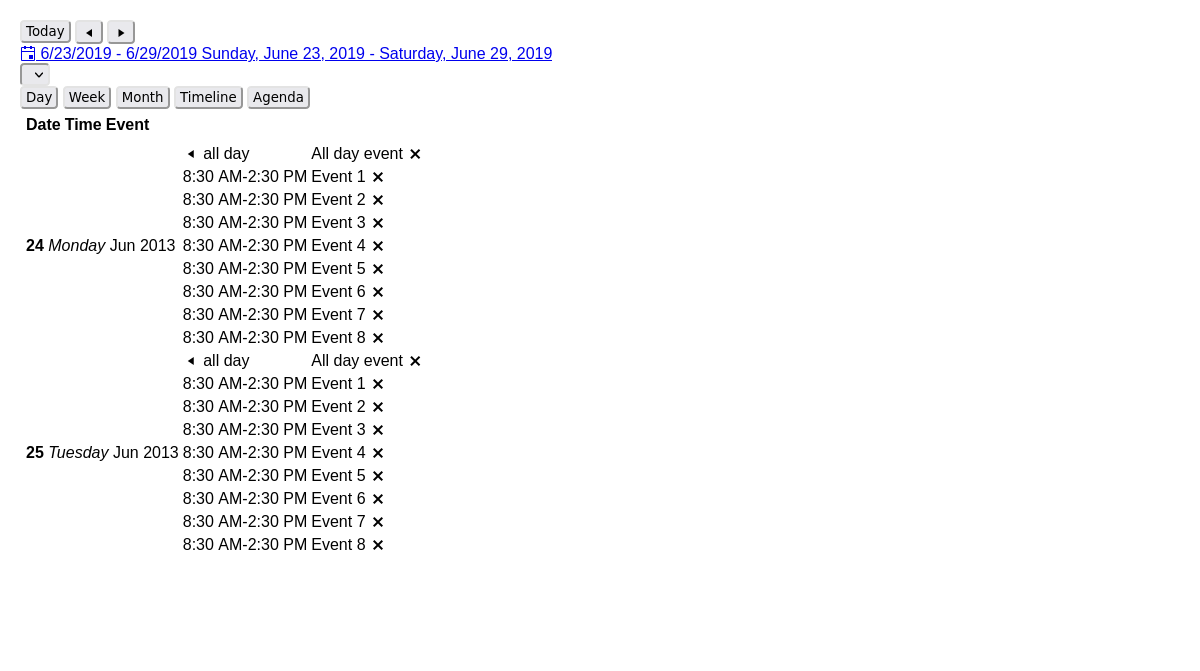 Today
6/23/2019 - 6/29/2019 Sunday, June 23, 2019 - Saturday, June 29, 2019
Day Week Month Timeline Agenda
Date Time Event
all day All day event
8:30 AM-2:30 PM Event 1
8:30 AM-2:30 PM Event 2
8:30 AM-2:30 PM Event 3
24 Monday Jun 2013 8:30 AM-2:30 PM Event 4
8:30 AM-2:30 PM Event 5
8:30 AM-2:30 PM Event 6
8:30 AM-2:30 PM Event 7
8:30 AM-2:30 PM Event 8
all day All day event
8:30 AM-2:30 PM Event 1
8:30 AM-2:30 PM Event 2
8:30 AM-2:30 PM Event 3
25 Tuesday Jun 2013 8:30 AM-2:30 PM Event 4
8:30 AM-2:30 PM Event 5
8:30 AM-2:30 PM Event 6
8:30 AM-2:30 PM Event 7
8:30 AM-2:30 PM Event 8